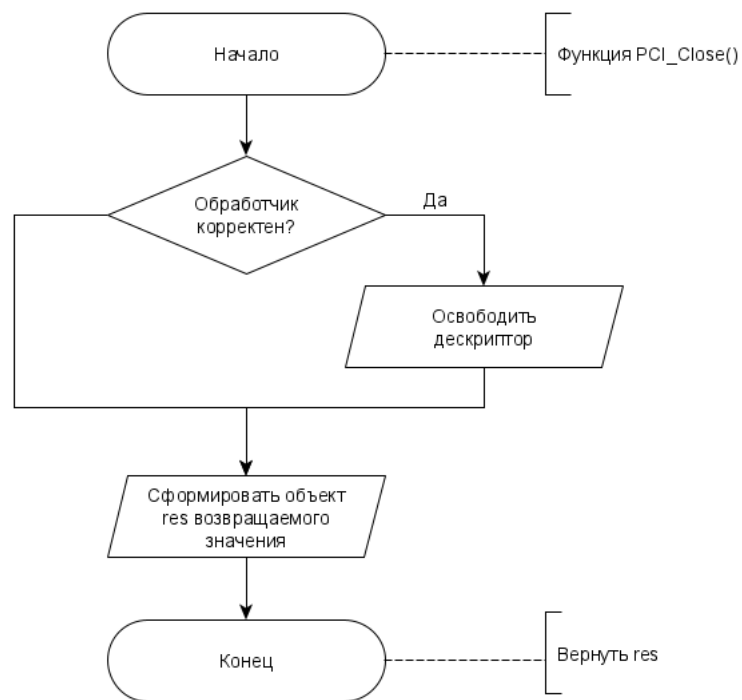 Начало
Функция PCI_Close()
Обработчик
корректен?
Да
Освободить
дескриптор
Сформировать объект
res возвращаемого
значения
Конец
Вернуть res